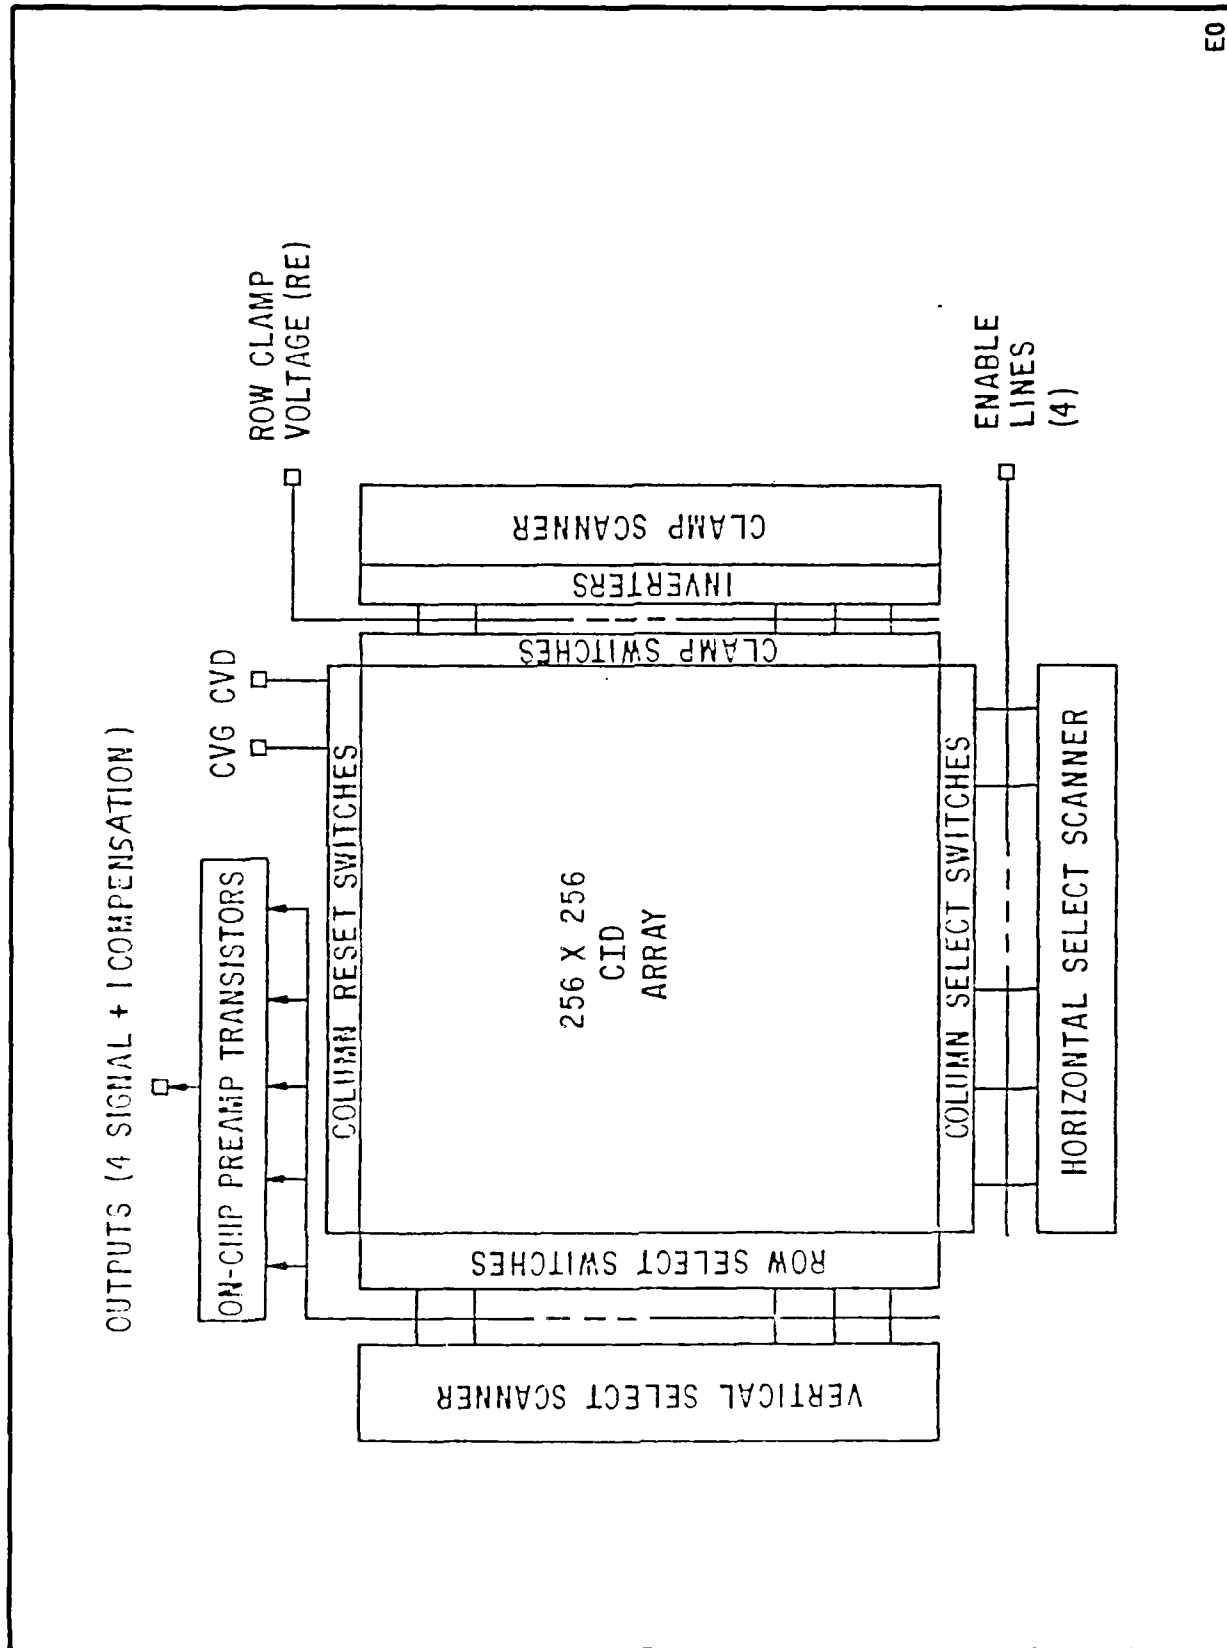 OUTPUTS (4 SIGNAL + 1 COMPENSATION)
ON-CHIP PREAMP TRANSISTORS
CVG CVD
ROW CLAMP
VOLTAGE (RE)
COLUMN RESET SWITCHES
VERTICAL SELECT SCANNER
ROW SELECT SWITCHES
256 X 256
CID
ARRAY
CLAMP SWITCHES
INVERTERS
CLAMP SCANNER
COLUMN SELECT SWITCHES
ENABLE
LINES
(4)
HORIZONTAL SELECT SCANNER
EO